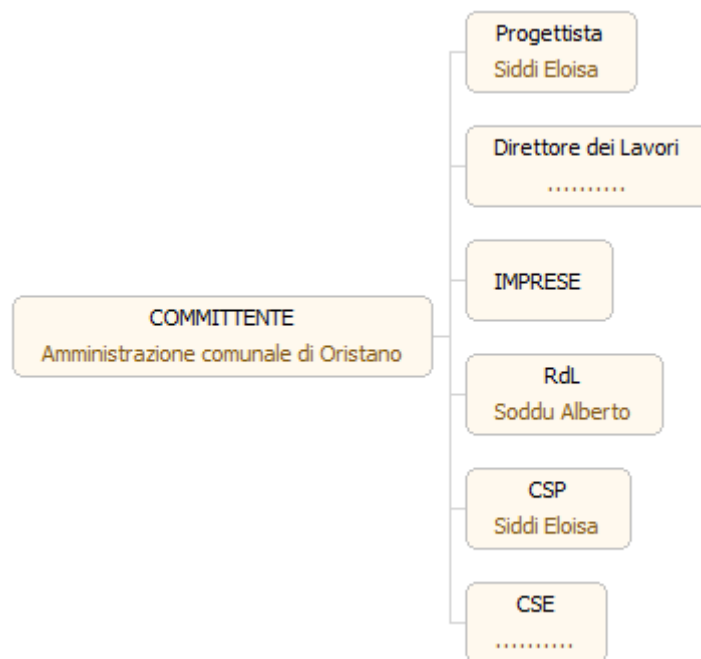 Progettista
Siddi Eloisa
Direttore dei Lavori
..........
IMPRESE
COMMITTENTE
Amministrazione comunale di Oristano
RdL
Soddu Alberto
CSP
Siddi Eloisa
CSE
..........